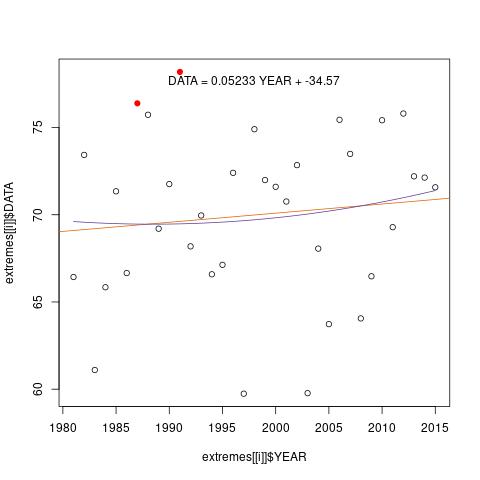 DATA = 0.05233 YEAR + -34.57
75
70
65
60
extremes[[i]]$DATA
1980 1985 1990 1995 2000 2005 2010 2015
extremes[[i]]$YEAR